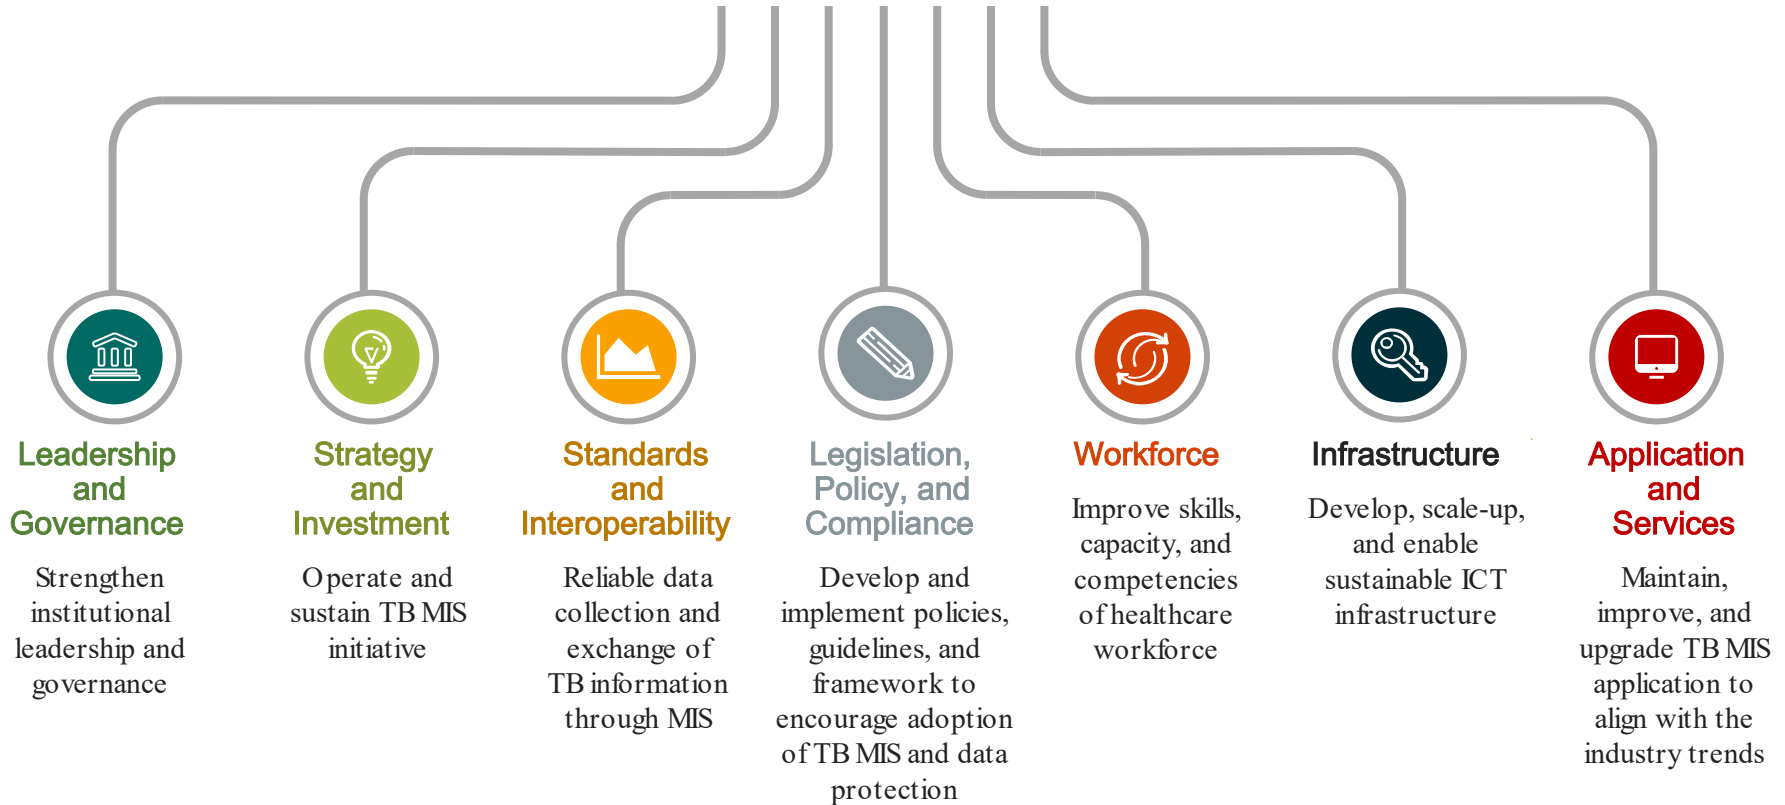 Leadership
and
Governance
Strengthen
institutional
leadership and
governance
Strategy
and
Investment
Operate and
sustain TB MIS
initiative
Standards
and
Interoperability
Reliable data
collection and
exchange of
TB information
through MIS
Legislation,
Policy, and
Compliance
Develop and
implement policies,
guidelines, and
framework to
encourage adoption
of TB MIS and data
protection
Workforce
Improve skills,
capacity, and
competencies
of healthcare
workforce
Infrastructure
Develop, scale-up,
and enable
sustainable ICT
infrastructure
Application
and
Services
Maintain,
improve, and
upgrade TB MIS
application to
align with the
industry trends